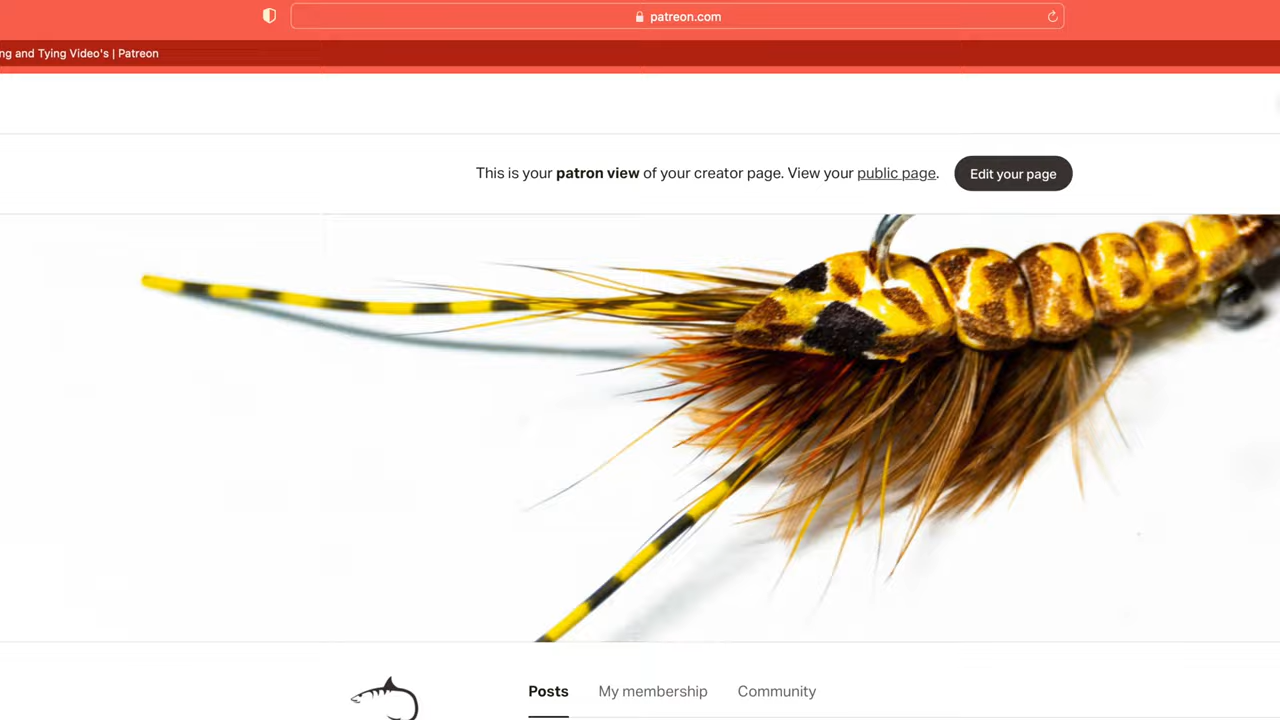 patreon.com
ng and Tying Video's | Patreon
This is your patron view of your creator page. View your public page.
Edit your page
Posts My membership Community